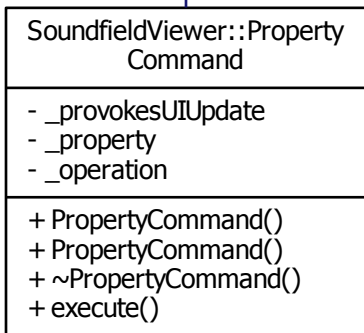 SoundfieldViewer::Property
Command
- _provokesUIUpdate
- _property
- _operation
+ PropertyCommand()
+ PropertyCommand()
+ ~PropertyCommand()
+ execute()